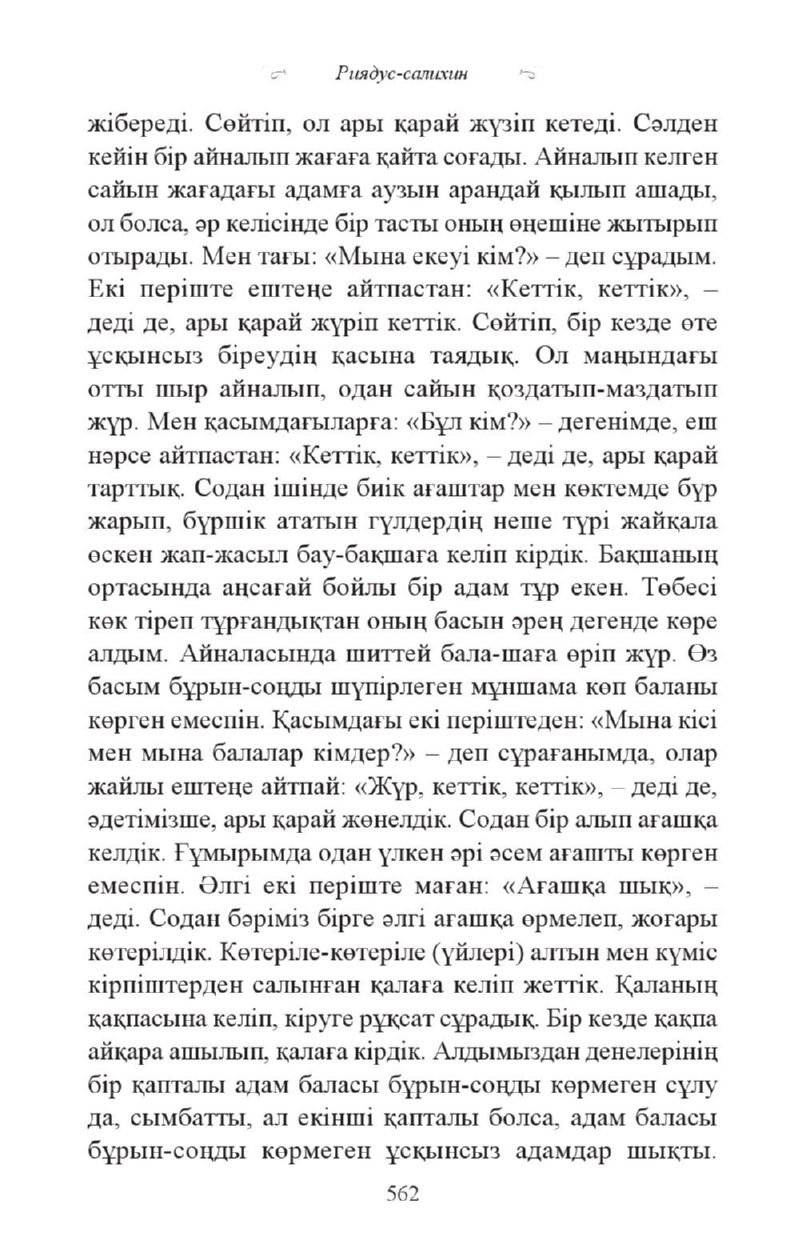 Риядус-салихин
жібереді. Сөйтіп, ол ары қарай жүзіп кетеді. Сәлден
кейін бір айналып жағаға қайта соғады. Айналып келген
сайын жағадағы адамға аузын арандай қылып ашады,
ол болса, әр келісінде бір тасты оның өңешіне жытырып
отырады. Мен тағы: «Мына екеуі кім?» – деп сұрадым.
Екі періште ештеңе айтпастан: «Кеттік, кеттік», –
деді де, ары қарай жүріп кеттік. Сөйтіп, бір кезде өте
ұсқынсыз біреудің қасына таядық. Ол маңындағы
отты шыр айналып, одан сайын қоздатып-маздатып
жүр. Мен қасымдағыларға: «Бұл кім?» – дегенімде, еш
нәрсе айтпастан: «Кеттік, кеттік», – деді де, ары қарай
тарттық. Содан ішінде биік ағаштар мен көктемде бүр
жарып, бүршік ататын гүлдердің неше түрі жайқала
өскен жап-жасыл бау-бақшаға келіп кірдік. Бақшаның
ортасында аңсағай бойлы бір адам тұр екен. Төбесі
көк тіреп тұрғандықтан оның басын әрең дегенде көре
алдым. Айналасында шиттей бала-шаға өріп жүр. Өз
басым бұрын-соңды шүпірлеген мұншама көп баланы
көрген емеспін. Қасымдағы екі періштеден: «Мына кісі
мен мына балалар кімдер?» – деп сұрағанымда, олар
жайлы ештеңе айтпай: «Жүр, кеттік, кеттік», – деді де,
әдетімізше, ары қарай жөнелдік. Содан бір алып ағашқа
келдік. Ғұмырымда одан үлкен әрі әсем ағашты көрген
емеспін. Әлгі екі періште маған: «Ағашқа шық», –
деді. Содан бәріміз бірге әлгі ағашқа өрмелеп, жоғары
көтерілдік. Көтеріле-көтеріле (үйлері) алтын мен күміс
кірпіштерден салынған қалаға келіп жеттік. Қаланың
қақпасына келіп, кіруге рұқсат сұрадық. Бір кезде қақпа
айқара ашылып, қалаға кірдік. Алдымыздан денелерінің
бір қапталы адам баласы бұрын-соңды көрмеген сұлу
да, сымбатты, ал екінші қапталы болса, адам баласы
бұрын-соңды көрмеген ұсқынсыз адамдар шықты.
562